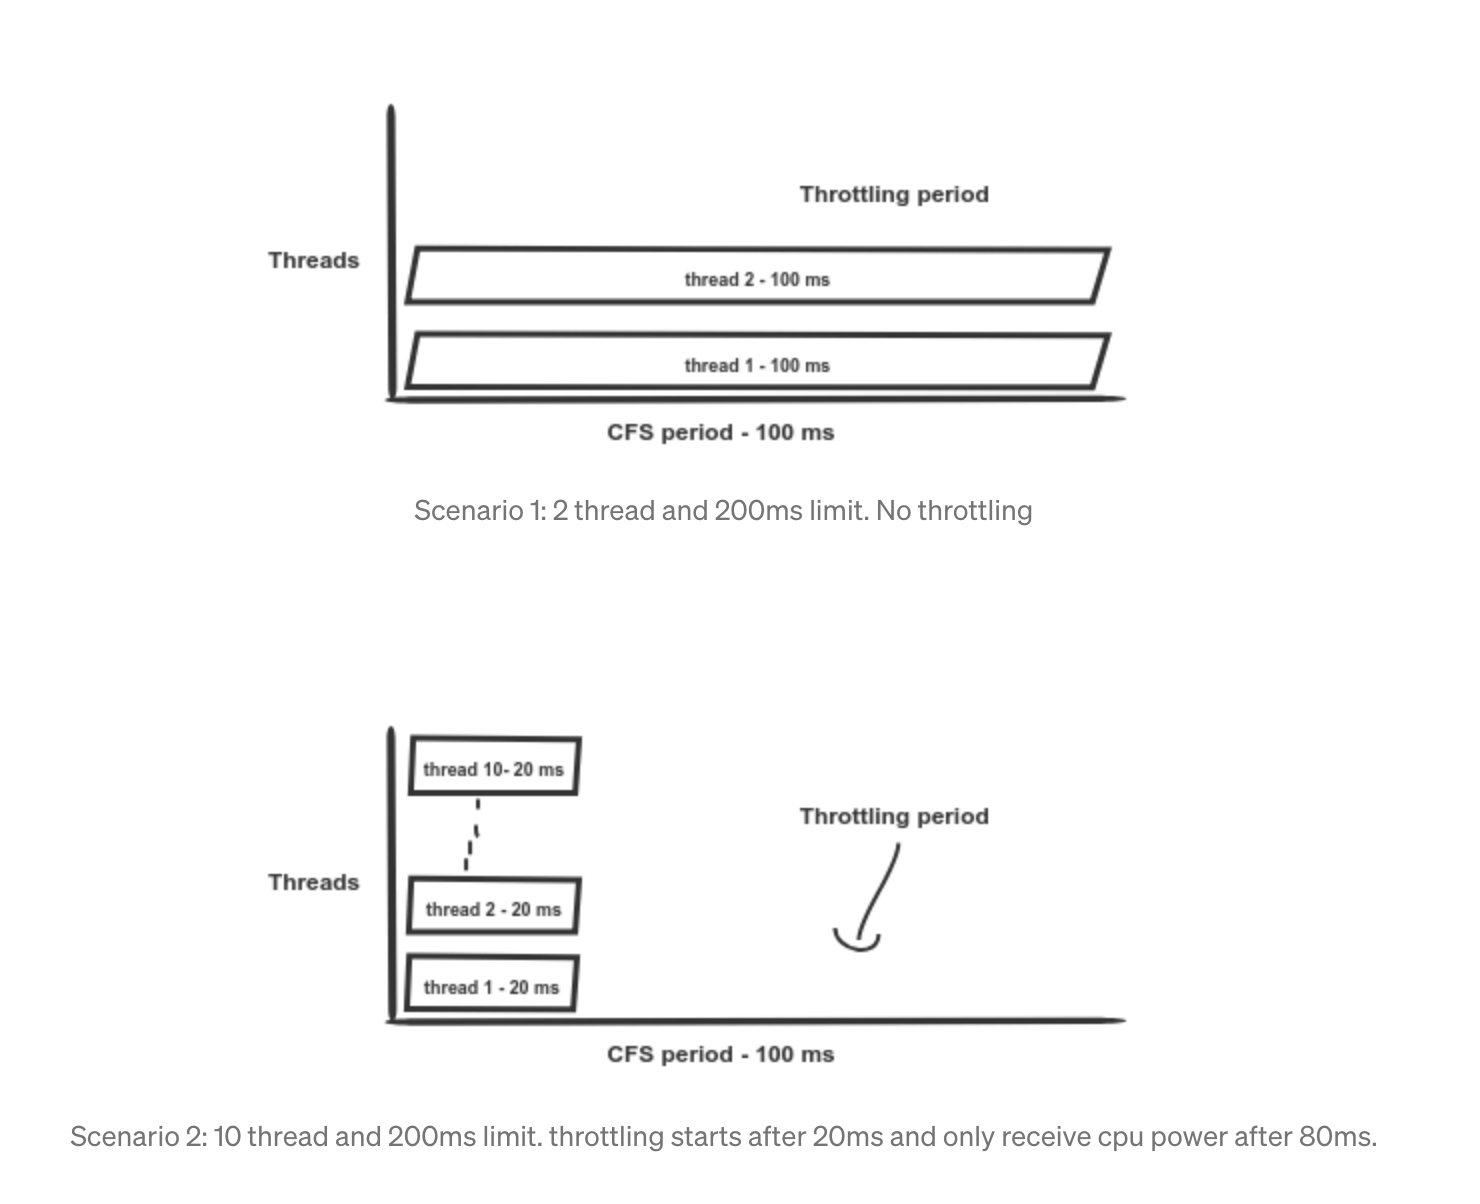 Throttling period
Threads
thread 2 - 100 ms
thread 1 - 100 ms
CFS period - 100 ms
Scenario 1: 2 thread and 200ms limit. No throttling
thread 10- 20 ms
Throttling period
Threads
thread 2 - 20 ms
thread 1 - 20 ms
CFS period - 100 ms
Scenario 2: 10 thread and 200ms limit. throttling starts after 20ms and only receive cpu power after 80ms.